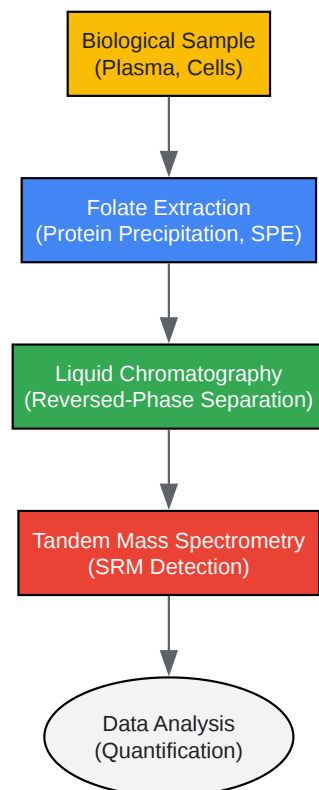 Biological Sample
(Plasma, Cells)
Folate Extraction
(Protein Precipitation, SPE)
Liquid Chromatography
(Reversed-Phase Separation)
Tandem Mass Spectrometry
(SRM Detection)
Data Analysis
(Quantification)